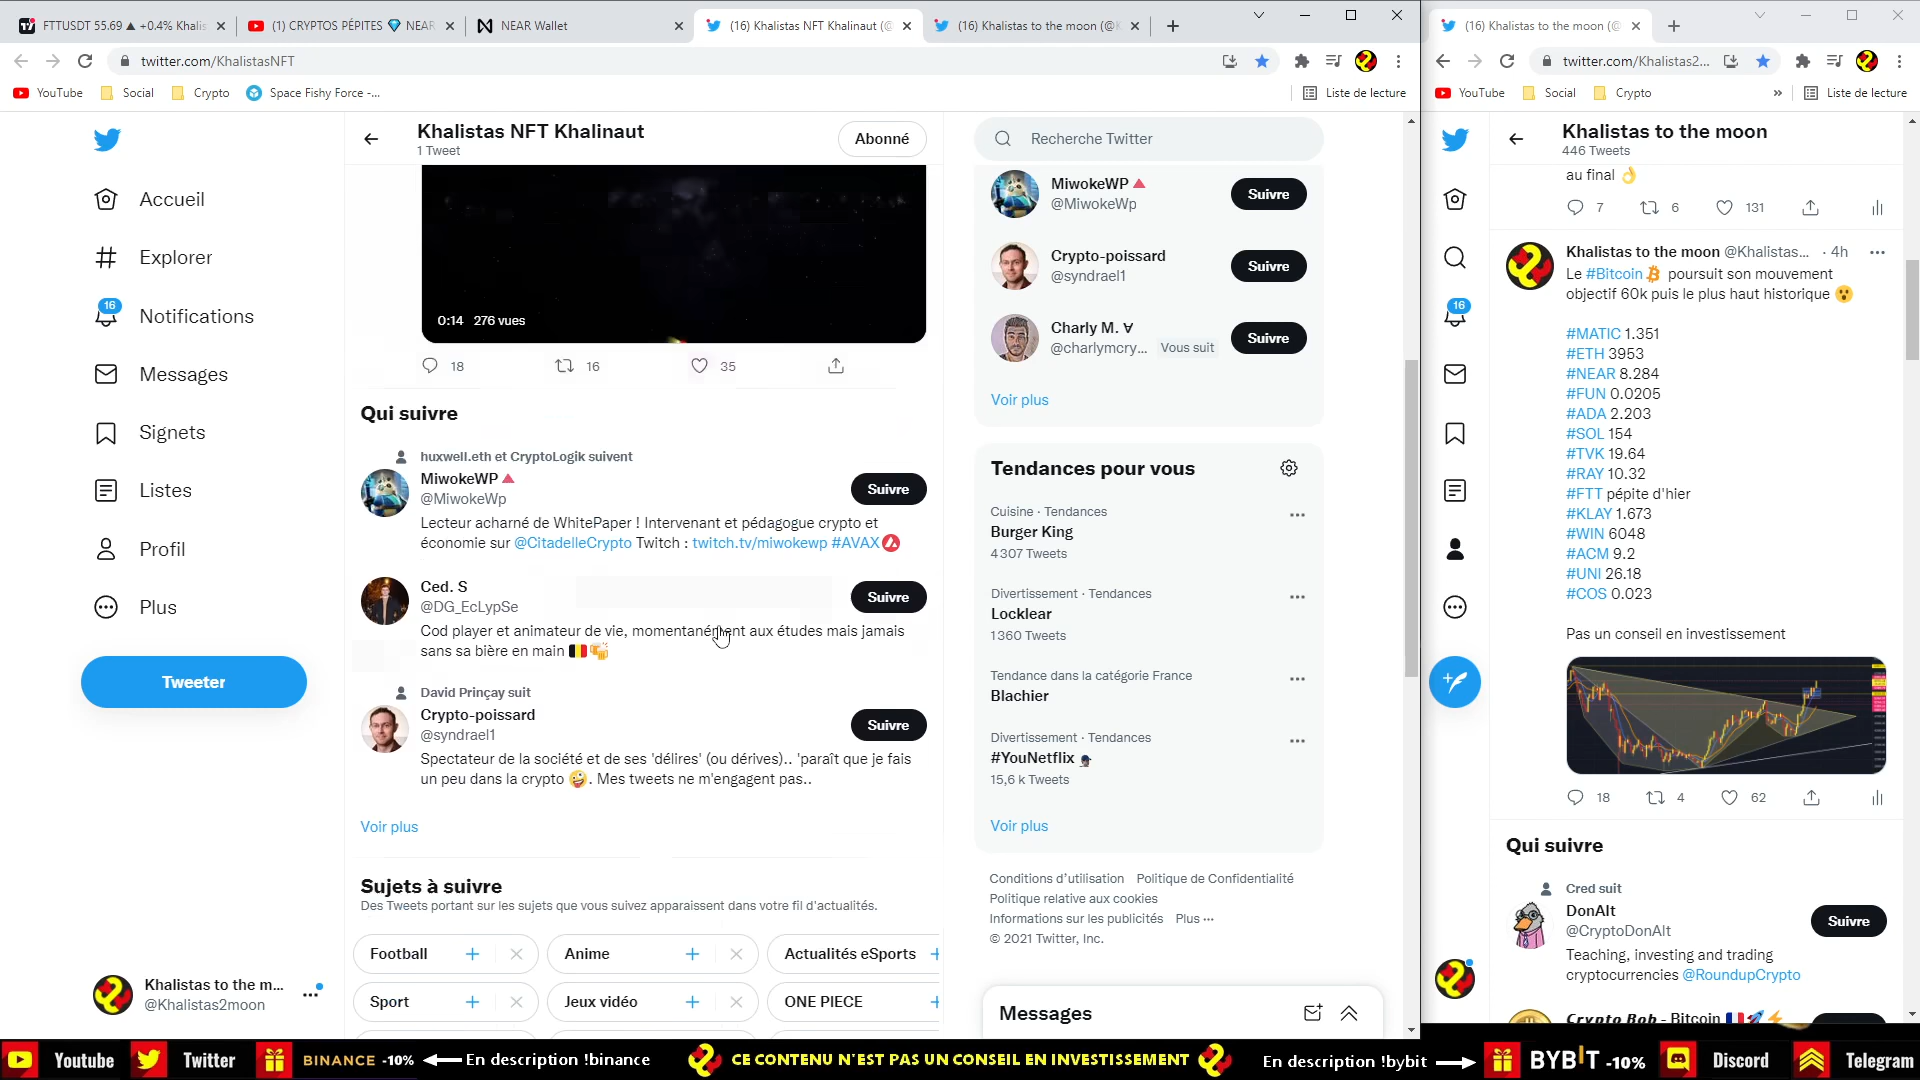 FTTUSDT 55.69 ▲ +0.4% Khalis
(1) CRYPTOS PÉPITES 💎 NEAR
NEAR Wallet
(16) Khalistas NFT Khalinaut (@
(16) Khalistas to the moon (@K
(16) Khalistas to the moon (@
twitter.com/KhalistasNFT
twitter.com/Khalistas2...
YouTube
Social
Crypto
Space Fishy Force -...
Liste de lecture
YouTube
Social
Crypto
»
Liste de lecture
Accueil
Explorer
16
Notifications
Messages
Signets
Listes
Profil
Plus
Tweeter
Khalistas to the m...
@Khalistas2moon
Khalistas NFT Khalinaut
1 Tweet
Abonné
0:14 276 vues
18
16
35
Qui suivre
huxwell.eth et CryptoLogik suivent
MiwokeWP🔺
@MiwokeWp
Suivre
Lecteur acharné de WhitePaper ! Intervenant et pédagogue crypto et
économie sur @CitadelleCrypto Twitch : twitch.tv/miwokewp #AVAX
Ced. S
@DG_EcLypSe
Suivre
Cod player et animateur de vie, momentanément aux études mais jamais
sans sa bière en main 🇧🇪🍻
David Prinçay suit
Crypto-poissard
@syndrael1
Suivre
Spectateur de la société et de ses 'délires' (ou dérives).. 'paraît que je fais
un peu dans la crypto 🤪. Mes tweets ne m'engagent pas..
Voir plus
Sujets à suivre
Des Tweets portant sur les sujets que vous suivez apparaissent dans votre fil d'actualités.
Football
Anime
Actualités eSports
Sport
Jeux vidéo
ONE PIECE
Recherche Twitter
MiwokeWP🔺
@MiwokeWp
Suivre
Crypto-poissard
@syndrael1
Suivre
Charly M. ∀
@charlymcry... Vous suit
Suivre
Voir plus
Tendances pour vous
Cuisine · Tendances
Burger King
4 307 Tweets
Divertissement · Tendances
Locklear
1 360 Tweets
Tendance dans la catégorie France
Blachier
Divertissement · Tendances
#YouNetflix
15,6 k Tweets
Voir plus
Conditions d'utilisation Politique de Confidentialité
Politique relative aux cookies
Informations sur les publicités Plus ···
© 2021 Twitter, Inc.
Messages
16
Khalistas to the moon
446 Tweets
au final 👌
7
6
131
Khalistas to the moon @Khalistas... · 4h
Le #Bitcoin poursuit son mouvement
objectif 60k puis le plus haut historique 😮
#MATIC 1.351
#ETH 3953
#NEAR 8.284
#FUN 0.0205
#ADA 2.203
#SOL 154
#TVK 19.64
#RAY 10.32
#FTT pépite d'hier
#KLAY 1.673
#WIN 6048
#ACM 9.2
#UNI 26.18
#COS 0.023
Pas un conseil en investissement
18
4
62
Qui suivre
Cred suit
DonAlt
@CryptoDonAlt
Suivre
Teaching, investing and trading
cryptocurrencies @RoundupCrypto
Crypto Bob - Bitcoin 🇫🇷🚀⚡
Youtube
Twitter
BINANCE -10%
En description !binance
CE CONTENU N'EST PAS UN CONSEIL EN INVESTISSEMENT
En description !bybit
BYBIT -10%
Discord
Telegram